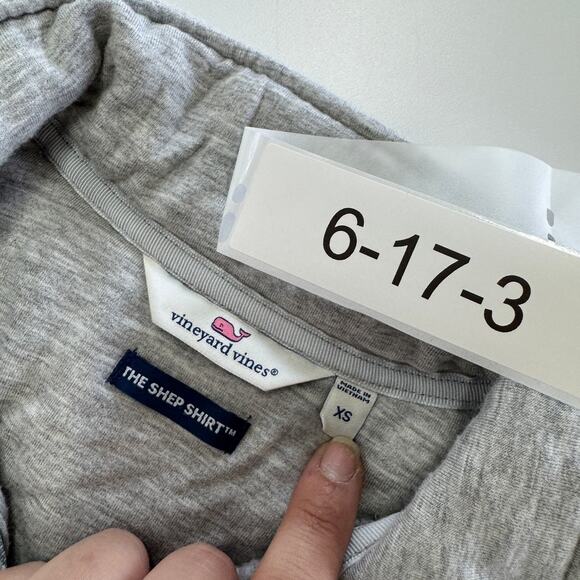 6-17-3
vineyard vines®
THE SHEP SHIRT™
MADE IN
VIETNAM
XS